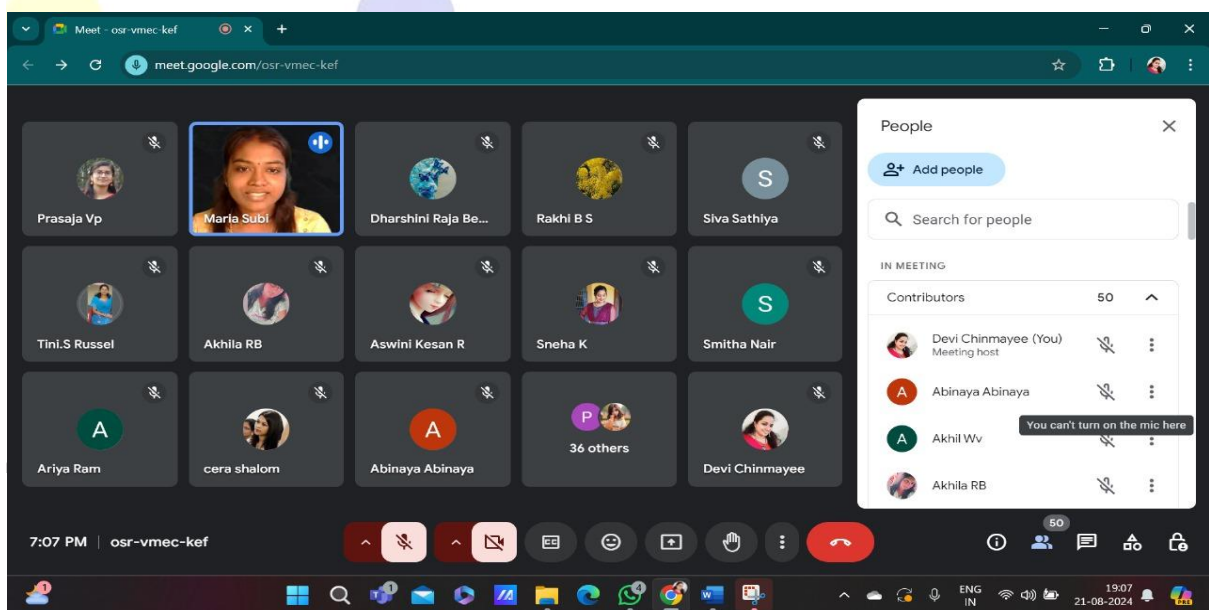 Meet - osr-vmec-kef
meet.google.com/osr-vmec-kef
Prasaja Vp
Maria Subi
Dharshini Raja Be...
Rakhi B S
S
Siva Sathiya
Tini.S Russel
Akhila RB
Aswini Kesan R
Sneha K
S
Smitha Nair
A
Ariya Ram
cera shalom
A
Abinaya Abinaya
P
36 others
Devi Chinmayee
People
Add people
Search for people
IN MEETING
Contributors 50
Devi Chinmayee (You)
Meeting host
A Abinaya Abinaya
You can't turn on the mic here
A Akhil Wv
Akhila RB
7:07 PM | osr-vmec-kef
CC
50
1
W
ENG
IN
19:07
21-08-2024
PRE